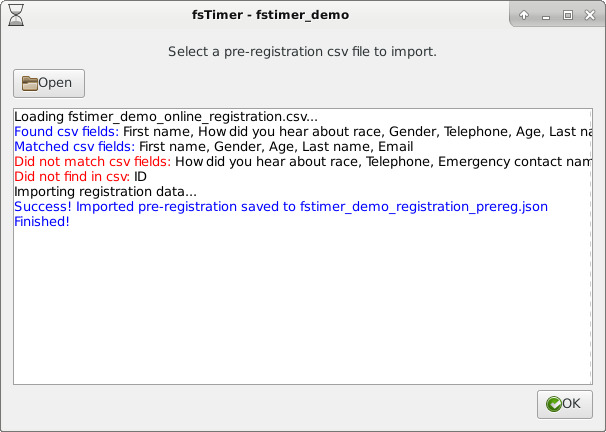 fsTimer - fstimer_demo
Select a pre-registration csv file to import.
Open
Loading fstimer_demo_online_registration.csv...
Found csv fields: First name, How did you hear about race, Gender, Telephone, Age, Last na
Matched csv fields: First name, Gender, Age, Last name, Email
Did not match csv fields: How did you hear about race, Telephone, Emergency contact nam
Did not find in csv: ID
Importing registration data...
Success! Imported pre-registration saved to fstimer_demo_registration_prereg.json
Finished!
OK